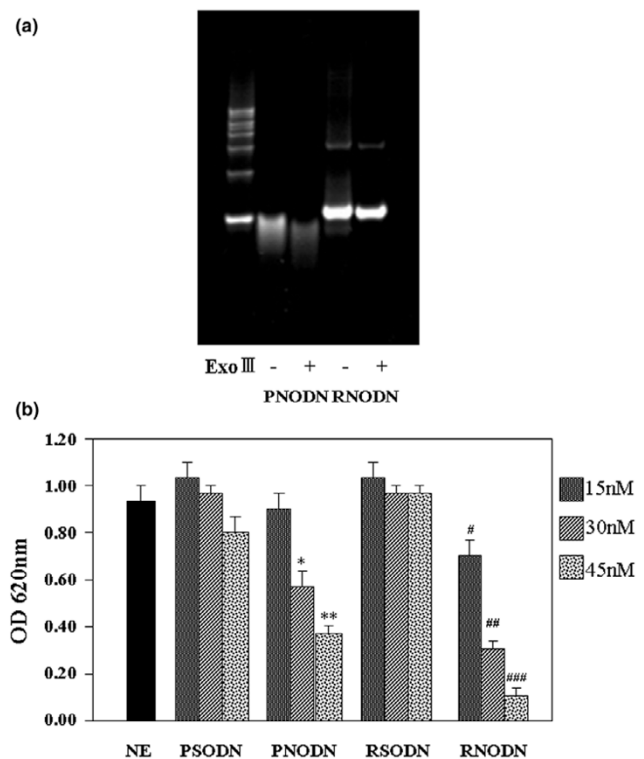 (a)
Exo III - + - +
PNODN RNODN
(b)
1.20
1.00
0.80
0.60
0.40
0.20
0.00
OD 620nm
* ** # ## ###
15nM
30nM
45nM
NE PSODN PNODN RSODN RNODN